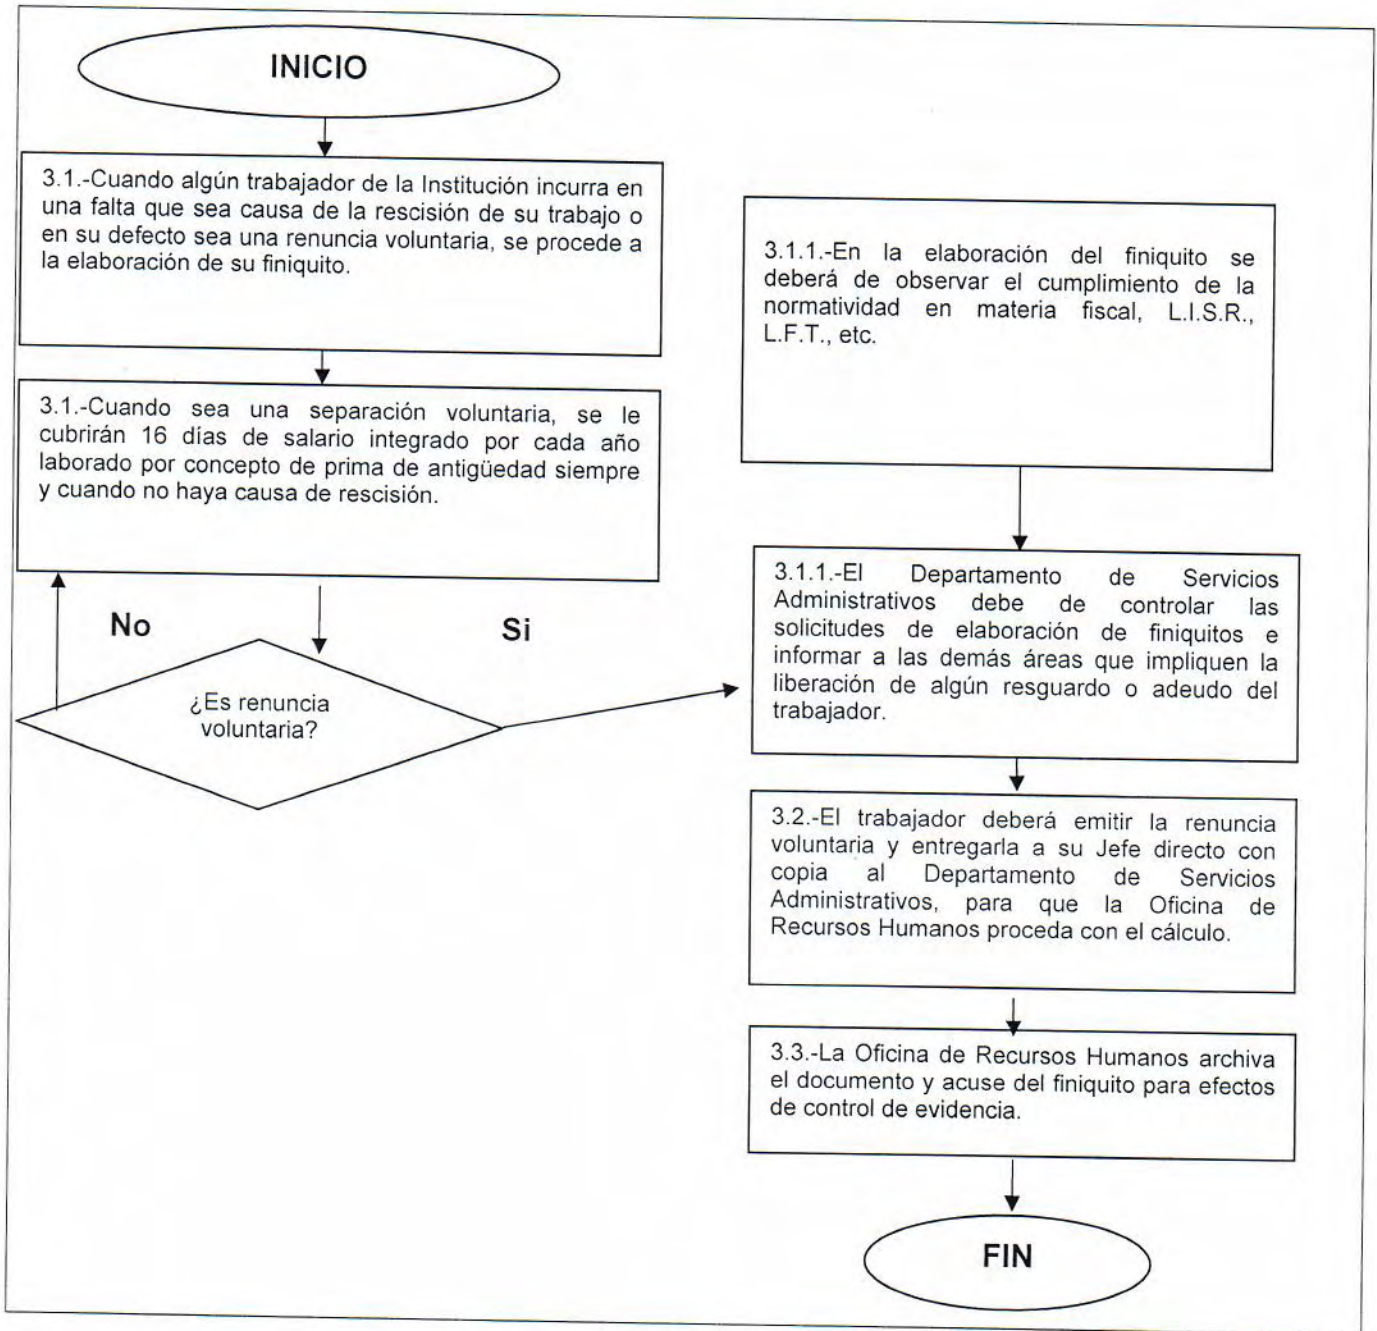 INICIO
3.1.-Cuando algún trabajador de la Institución incurra en
una falta que sea causa de la rescisión de su trabajo o
en su defecto sea una renuncia voluntaria, se procede a
la elaboración de su finiquito.
3.1.-Cuando sea una separación voluntaria, se le
cubrirán 16 días de salario integrado por cada año
laborado por concepto de prima de antigüedad siempre
y cuando no haya causa de rescisión.
No
Si
¿Es renuncia
voluntaria?
3.1.1.-En la elaboración del finiquito se
deberá de observar el cumplimiento de la
normatividad en materia fiscal, L.I.S.R.,
L.F.T., etc.
3.1.1.-El Departamento de Servicios
Administrativos debe de controlar las
solicitudes de elaboración de finiquitos e
informar a las demás áreas que impliquen la
liberación de algún resguardo o adeudo del
trabajador.
3.2.-El trabajador deberá emitir la renuncia
voluntaria y entregarla a su Jefe directo con
copia al Departamento de Servicios
Administrativos, para que la Oficina de
Recursos Humanos proceda con el cálculo.
3.3.-La Oficina de Recursos Humanos archiva
el documento y acuse del finiquito para efectos
de control de evidencia.
FIN